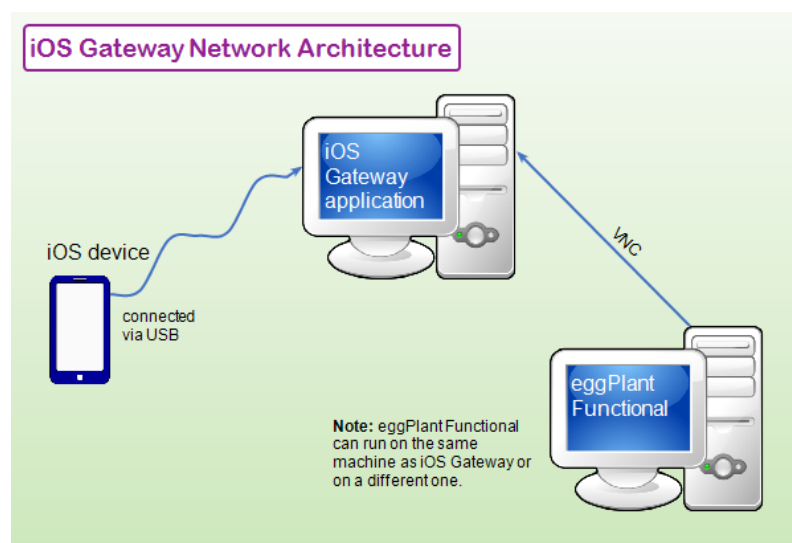 iOS Gateway Network Architecture
iOS
Gateway
application
VNC
iOS device
connected
via USB
eggPlant
Functional
Note: eggPlant Functional
can run on the same
machine as iOS Gateway or
on a different one.